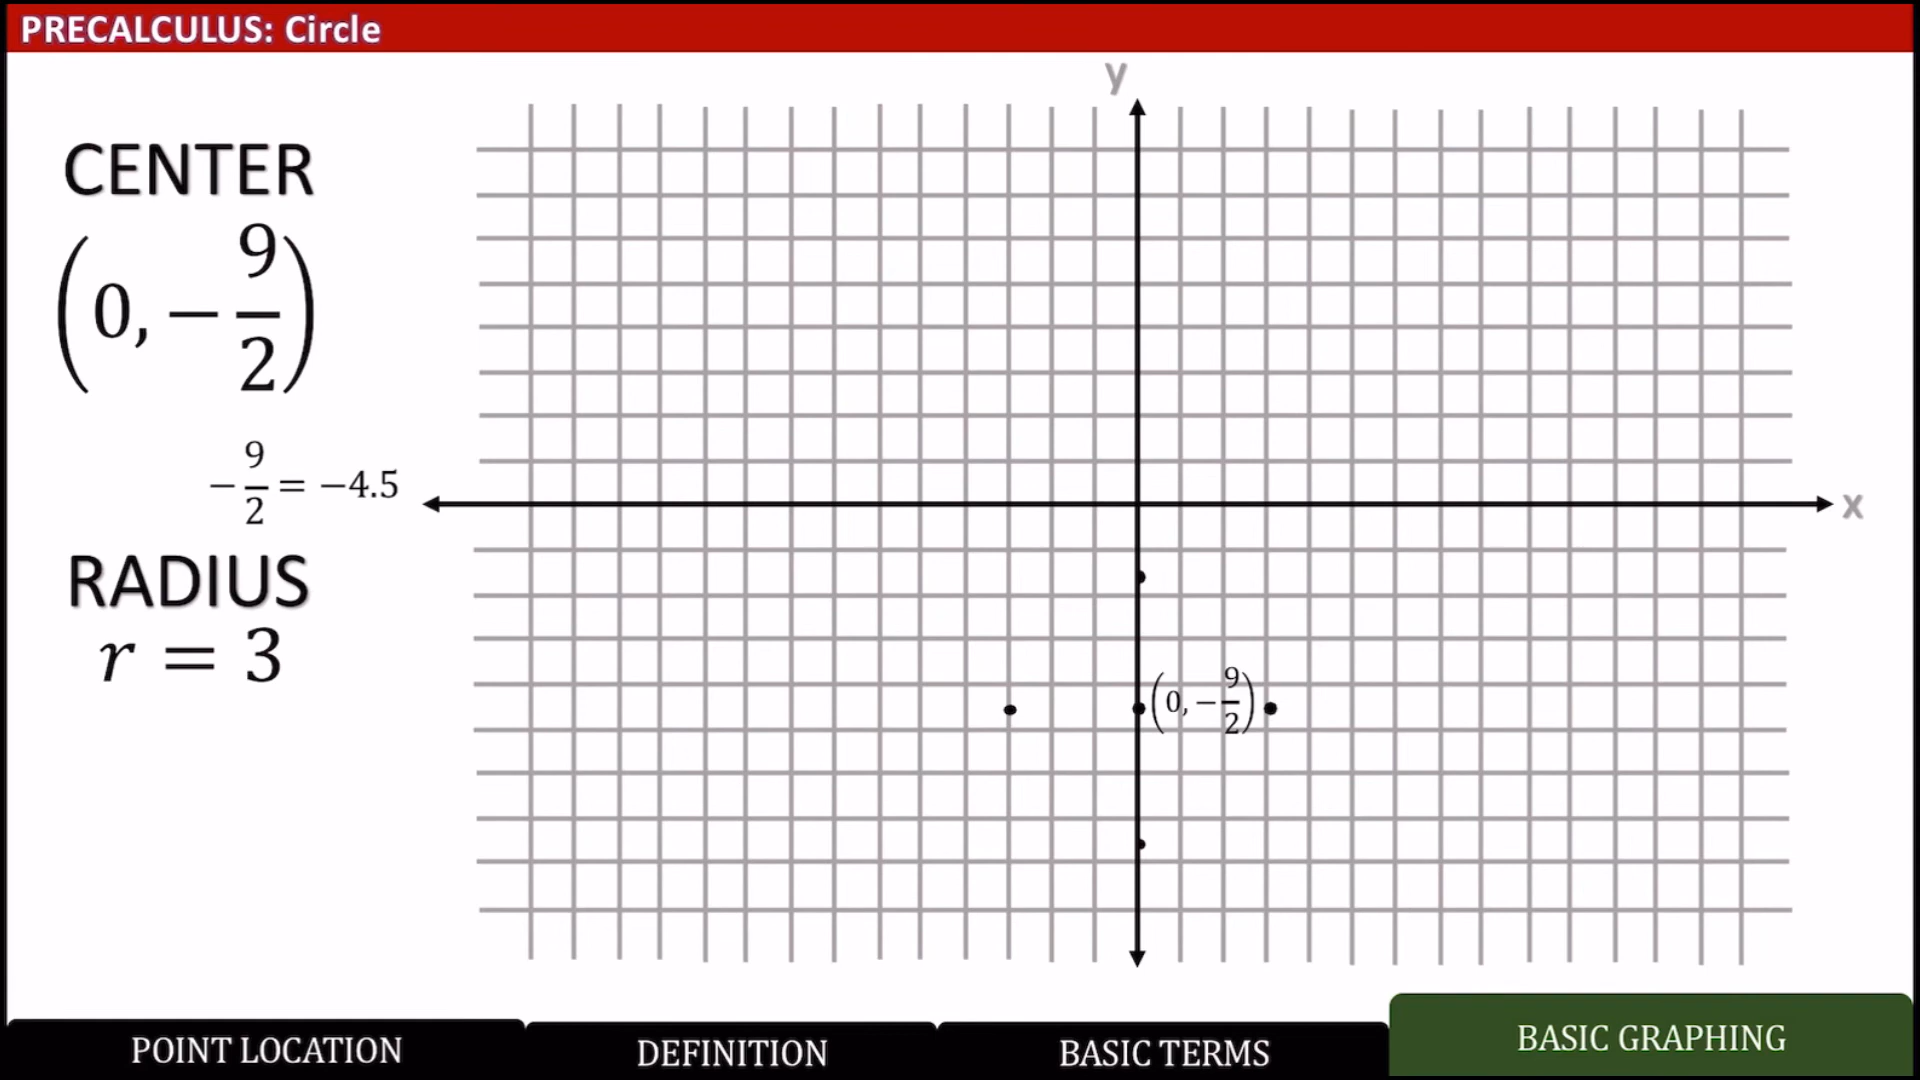 PRECALCULUS: Circle
y
CENTER
(0, −9/2)
−9/2 = −4.5
x
RADIUS
r = 3
(0, −9/2)
POINT LOCATION
DEFINITION
BASIC TERMS
BASIC GRAPHING